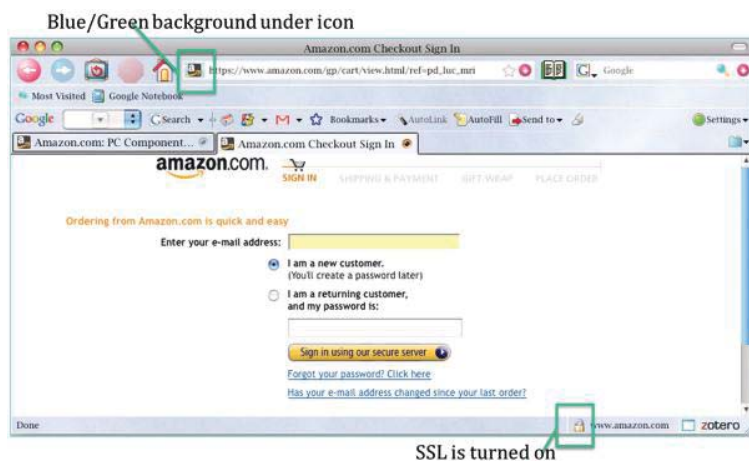 Blue/Green background under icon
Amazon.com Checkout Sign In
https://www.amazon.com/gp/cart/view.html/ref=pd_luc_mri
Google
Most Visited Google Notebook
Google Search Bookmarks AutoLink AutoFill Send to Settings
Amazon.com: PC Component... Amazon.com Checkout Sign In
amazon.com.
SIGN IN SHIPPING & PAYMENT GIFT-WRAP PLACE ORDER
Ordering from Amazon.com is quick and easy
Enter your e-mail address:
I am a new customer.
(You'll create a password later)
I am a returning customer,
and my password is:
Sign in using our secure server
Forgot your password? Click here
Has your e-mail address changed since your last order?
Done www.amazon.com zotero
SSL is turned on